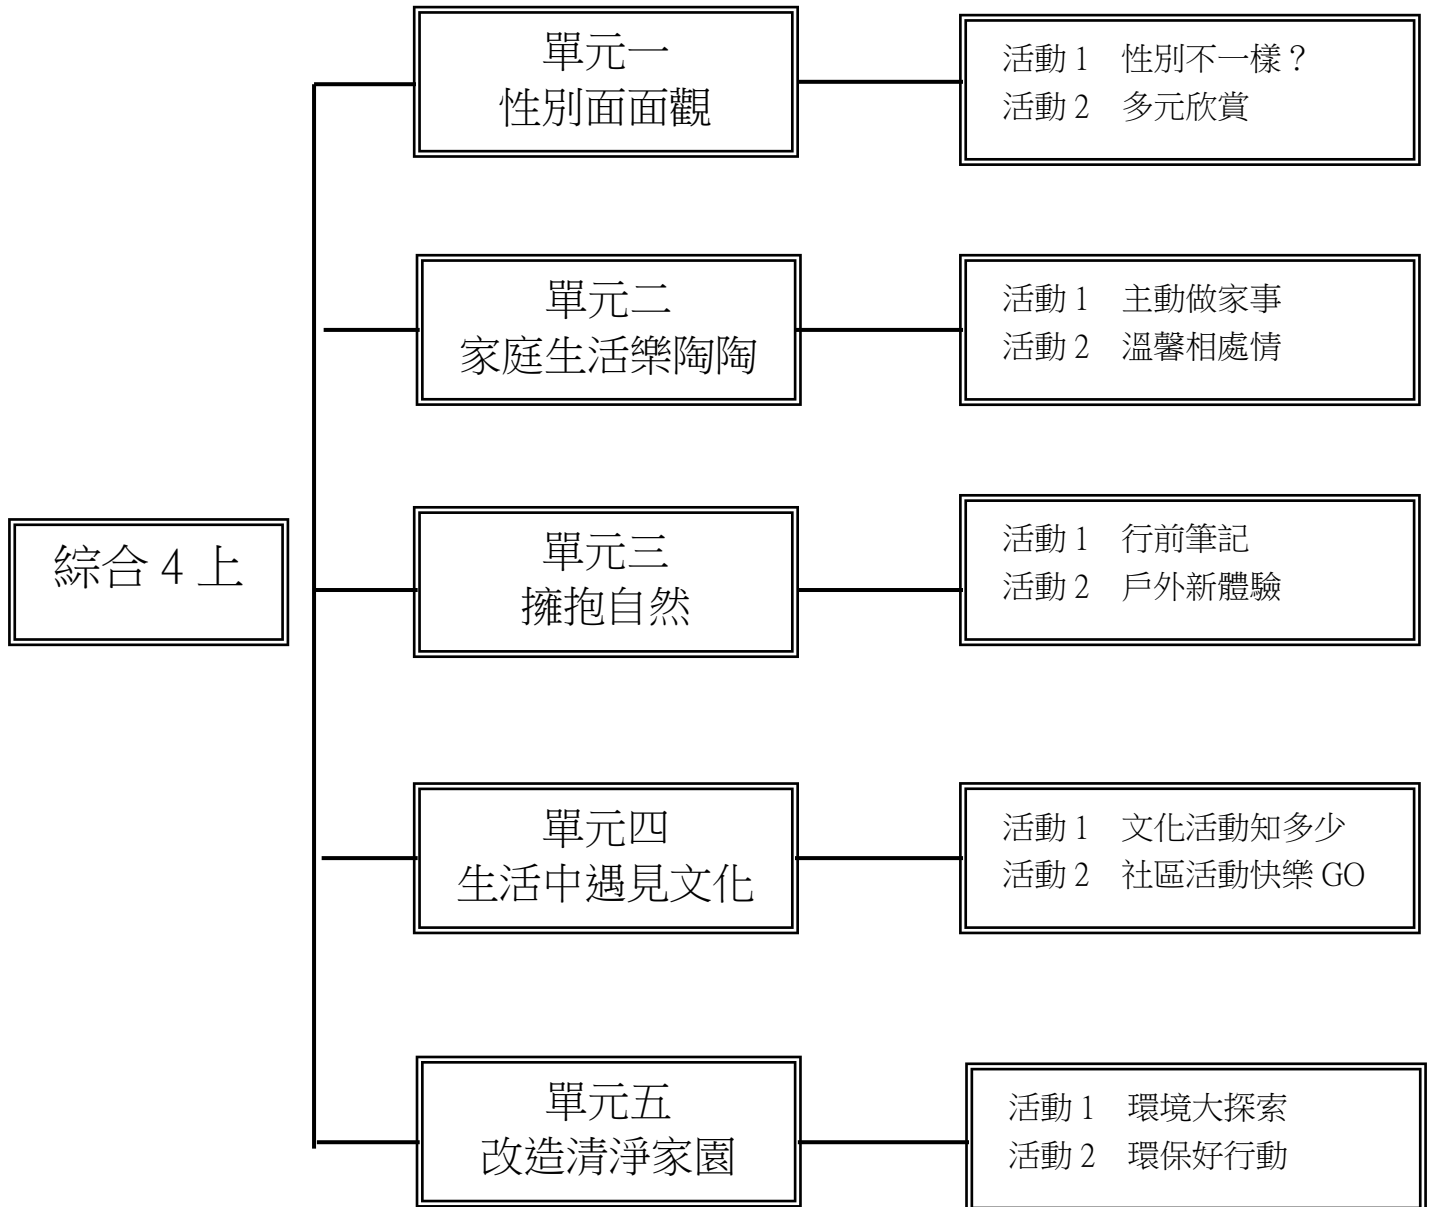 單元一
性別面面觀
活動 1　性別不一樣？
活動 2　多元欣賞
單元二
家庭生活樂陶陶
活動 1　主動做家事
活動 2　溫馨相處情
綜合 4 上
單元三
擁抱自然
活動 1　行前筆記
活動 2　戶外新體驗
單元四
生活中遇見文化
活動 1　文化活動知多少
活動 2　社區活動快樂 GO
單元五
改造清淨家園
活動 1　環境大探索
活動 2　環保好行動